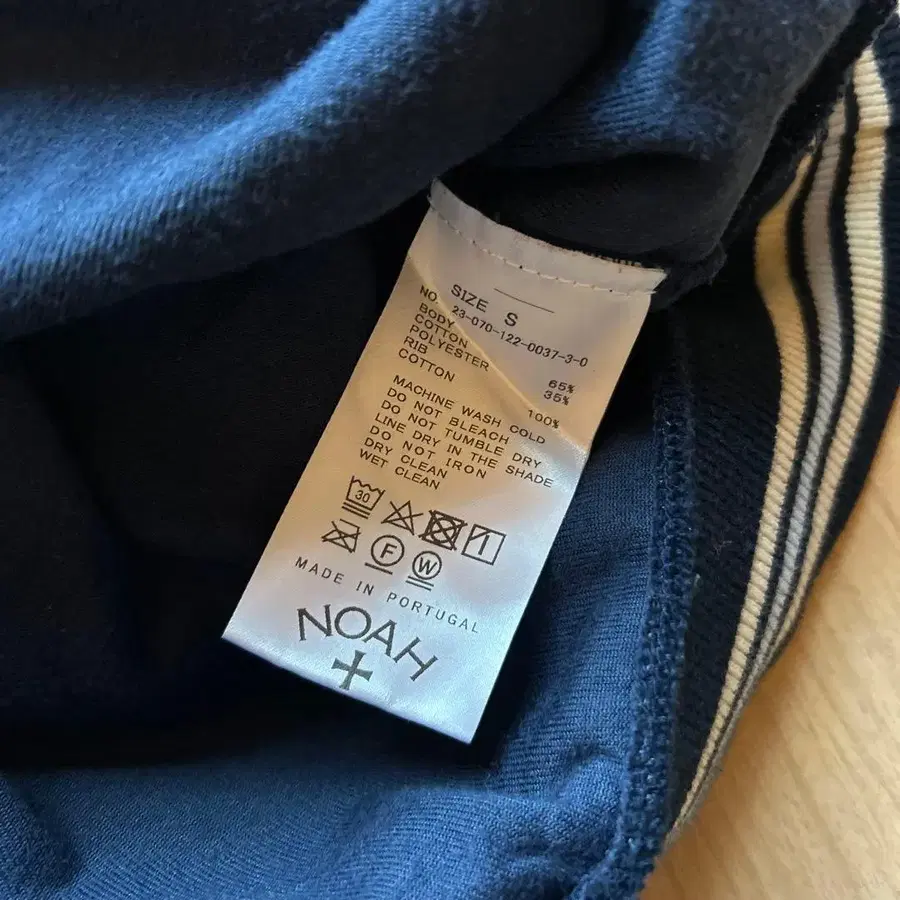 SIZE S
NO. 23-070-122-0037-3-0
BODY
COTTON 65%
POLYESTER 35%
RIB
COTTON 100%
MACHINE WASH COLD
DO NOT BLEACH
DO NOT TUMBLE DRY
LINE DRY IN THE SHADE
DO NOT IRON
DRY CLEAN
WET CLEAN
30
F W
MADE IN PORTUGAL
NOAH